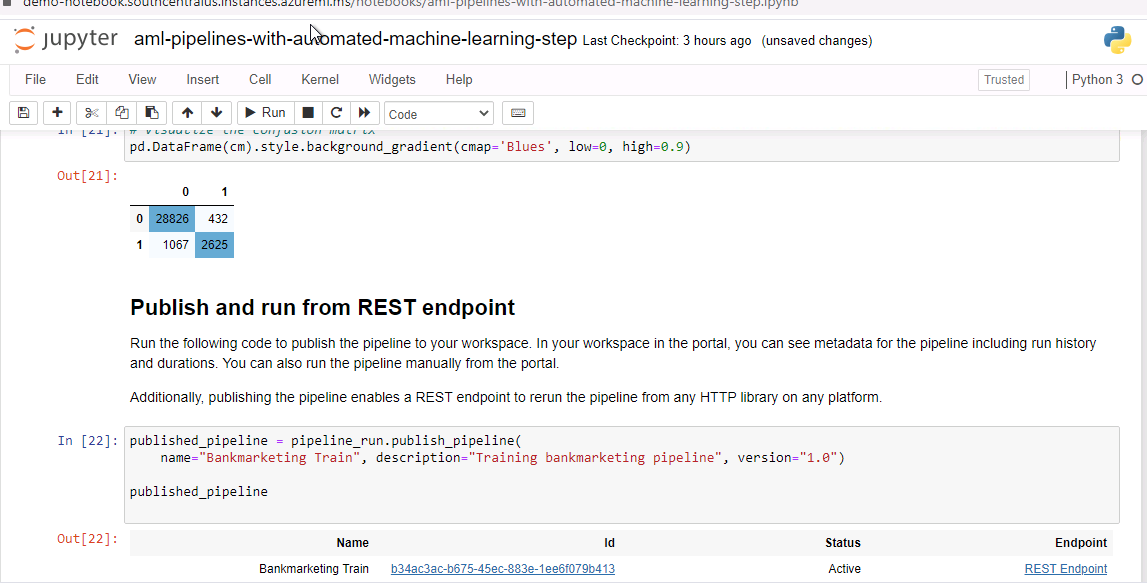 demo-notebook.southcentralus.instances.azureml.ms/notebooks/aml-pipelines-with-automated-machine-learning-step.ipynb
jupyter aml-pipelines-with-automated-machine-learning-step Last Checkpoint: 3 hours ago (unsaved changes)
File Edit View Insert Cell Kernel Widgets Help Trusted Python 3
Run Code
In [21]: # Visualize the confusion matrix
pd.DataFrame(cm).style.background_gradient(cmap='Blues', low=0, high=0.9)
Out[21]:
0 1
0 28826 432
1 1067 2625
Publish and run from REST endpoint
Run the following code to publish the pipeline to your workspace. In your workspace in the portal, you can see metadata for the pipeline including run history
and durations. You can also run the pipeline manually from the portal.
Additionally, publishing the pipeline enables a REST endpoint to rerun the pipeline from any HTTP library on any platform.
In [22]: published_pipeline = pipeline_run.publish_pipeline(
name="Bankmarketing Train", description="Training bankmarketing pipeline", version="1.0")
published_pipeline
Out[22]:
Name Id Status Endpoint
Bankmarketing Train b34ac3ac-b675-45ec-883e-1ee6f079b413 Active REST Endpoint